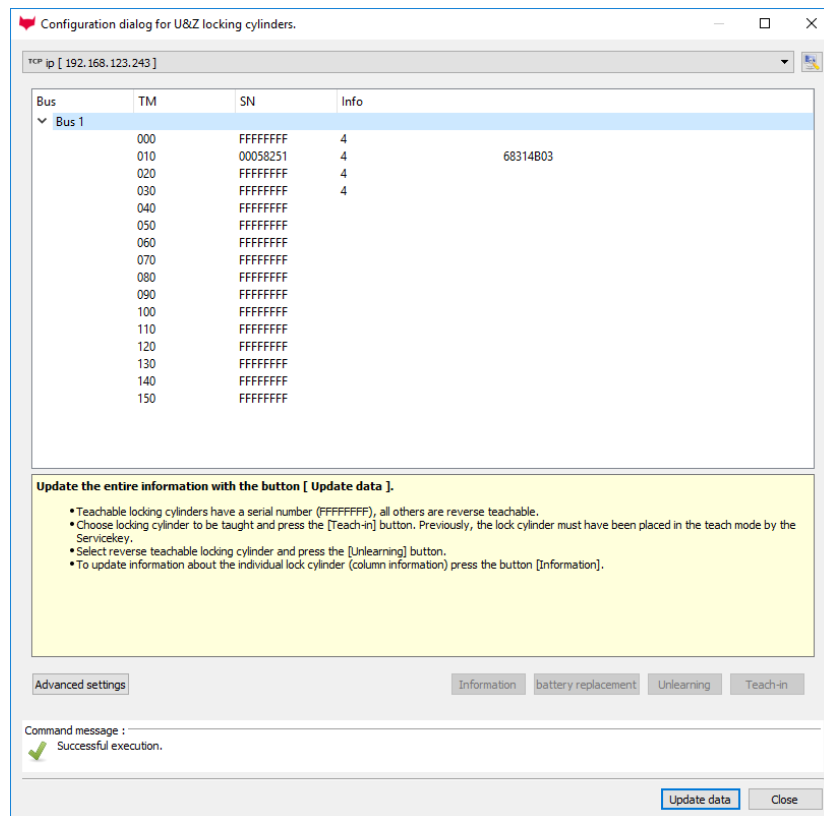 Configuration dialog for U&Z locking cylinders.
TCP ip [ 192.168.123.243 ]
Bus TM SN Info
Bus 1
000 FFFFFFFF 4
010 00058251 4 68314B03
020 FFFFFFFF 4
030 FFFFFFFF 4
040 FFFFFFFF
050 FFFFFFFF
060 FFFFFFFF
070 FFFFFFFF
080 FFFFFFFF
090 FFFFFFFF
100 FFFFFFFF
110 FFFFFFFF
120 FFFFFFFF
130 FFFFFFFF
140 FFFFFFFF
150 FFFFFFFF
Update the entire information with the button [ Update data ].
• Teachable locking cylinders have a serial number (FFFFFFFF), all others are reverse teachable.
• Choose locking cylinder to be taught and press the [Teach-in] button. Previously, the lock cylinder must have been placed in the teach mode by the
Servicekey.
• Select reverse teachable locking cylinder and press the [Unlearning] button.
• To update information about the individual lock cylinder (column information) press the button [Information].
Advanced settings Information battery replacement Unlearning Teach-in
Command message :
Successful execution.
Update data Close